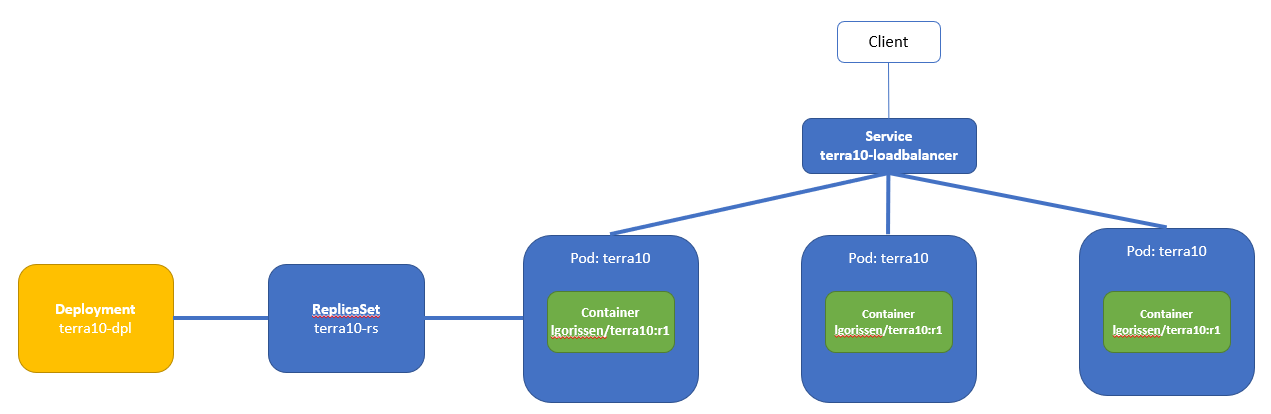 Client
Service
terra10-loadbalancer
Deployment
terra10-dpl
ReplicaSet
terra10-rs
Pod: terra10
Container
lgorissen/terra10:r1
Pod: terra10
Container
lgorissen/terra10:r1
Pod: terra10
Container
lgorissen/terra10:r1